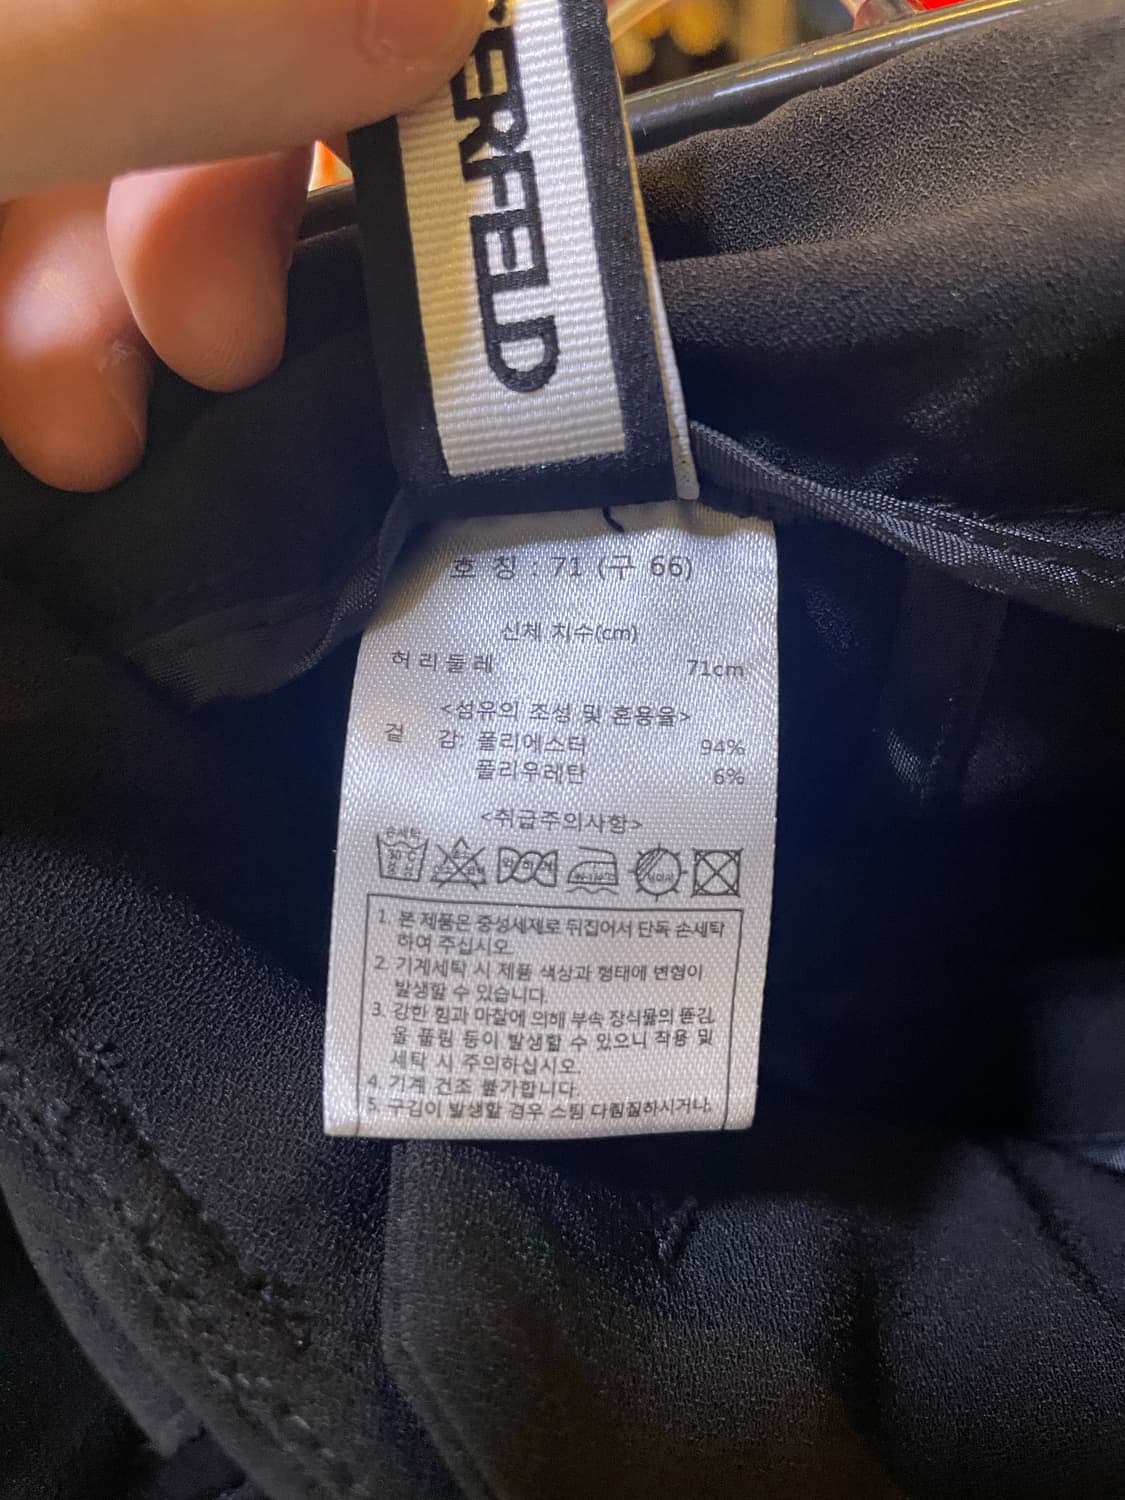 ERFELD
호 칭 : 71 (구 66)
신체 치수(cm)
허리둘레 71cm
<섬유의 조성 및 혼용율>
겉 감: 폴리에스터 94%
폴리우레탄 6%
<취급주의사항>
손세탁
1. 본 제품은 중성세제로 뒤집어서 단독 손세탁
하여 주십시오.
2. 기계세탁 시 제품 색상과 형태에 변형이
발생할 수 있습니다.
3. 강한 힘과 마찰에 의해 부속 장식물의 뜯김,
올 풀림 등이 발생할 수 있으니 착용 및
세탁 시 주의하십시오.
4. 기계 건조 불가합니다.
5. 구김이 발생할 경우 스팀 다림질하시거나,